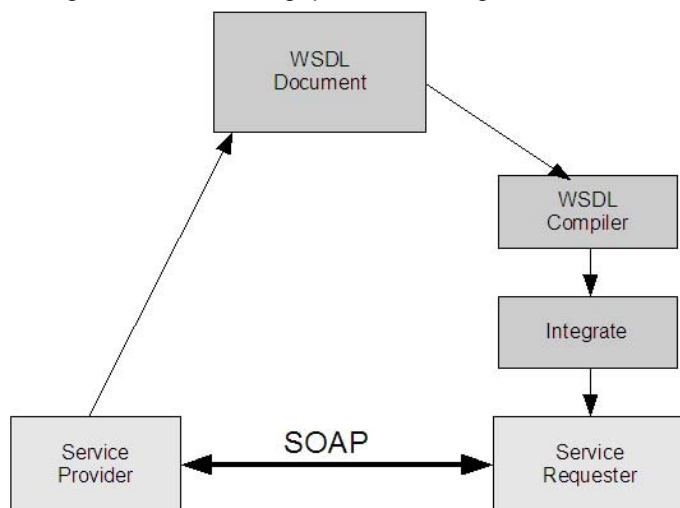 WSDL
Document
WSDL
Compiler
Integrate
SOAP
Service
Provider
Service
Requester